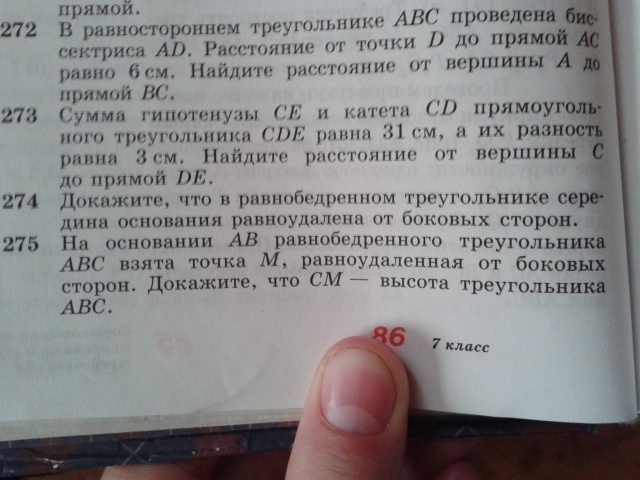 прямой.
272 В равностороннем треугольнике ABC проведена бис-
сектриса AD. Расстояние от точки D до прямой AC
равно 6 см. Найдите расстояние от вершины A до
прямой BC.
273 Сумма гипотенузы CE и катета CD прямоуголь-
ного треугольника CDE равна 31 см, а их разность
равна 3 см. Найдите расстояние от вершины C
до прямой DE.
274 Докажите, что в равнобедренном треугольнике сере-
дина основания равноудалена от боковых сторон.
275 На основании AB равнобедренного треугольника
ABC взята точка M, равноудаленная от боковых
сторон. Докажите, что CM — высота треугольника
ABC.
86 7 класс